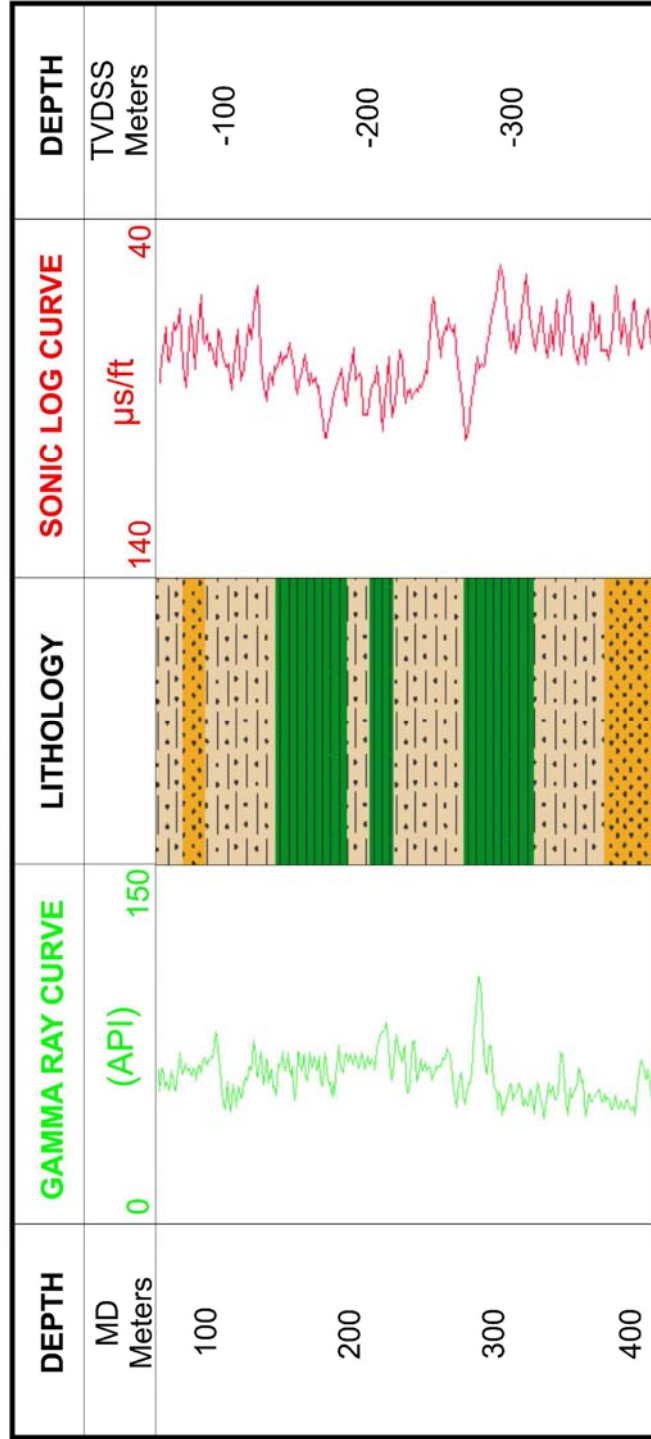 DEPTH
MD
Meters
100
200
300
400
GAMMA RAY CURVE
0
(API)
150
LITHOLOGY
SONIC LOG CURVE
140
µs/ft
40
DEPTH
TVDSS
Meters
-100
-200
-300